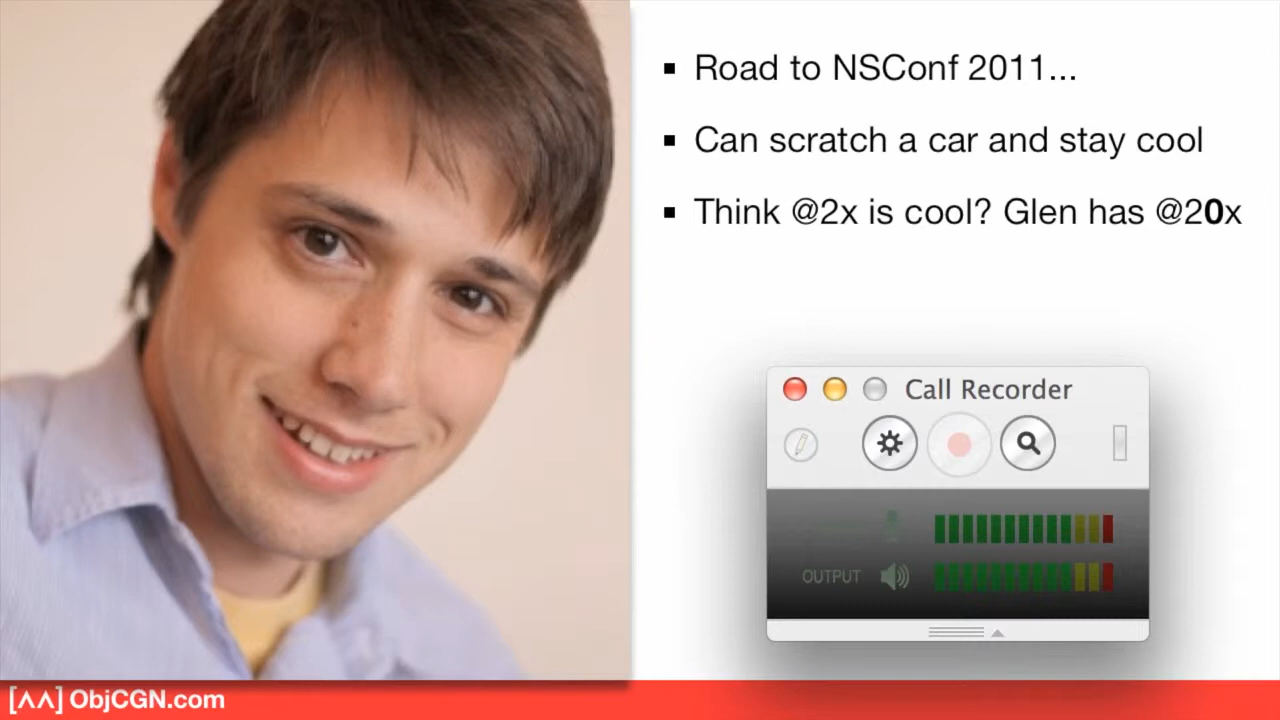 Road to NSConf 2011...
Can scratch a car and stay cool
Think @2x is cool? Glen has @20x
Call Recorder
OUTPUT
[ʌʌ] ObjCGN.com